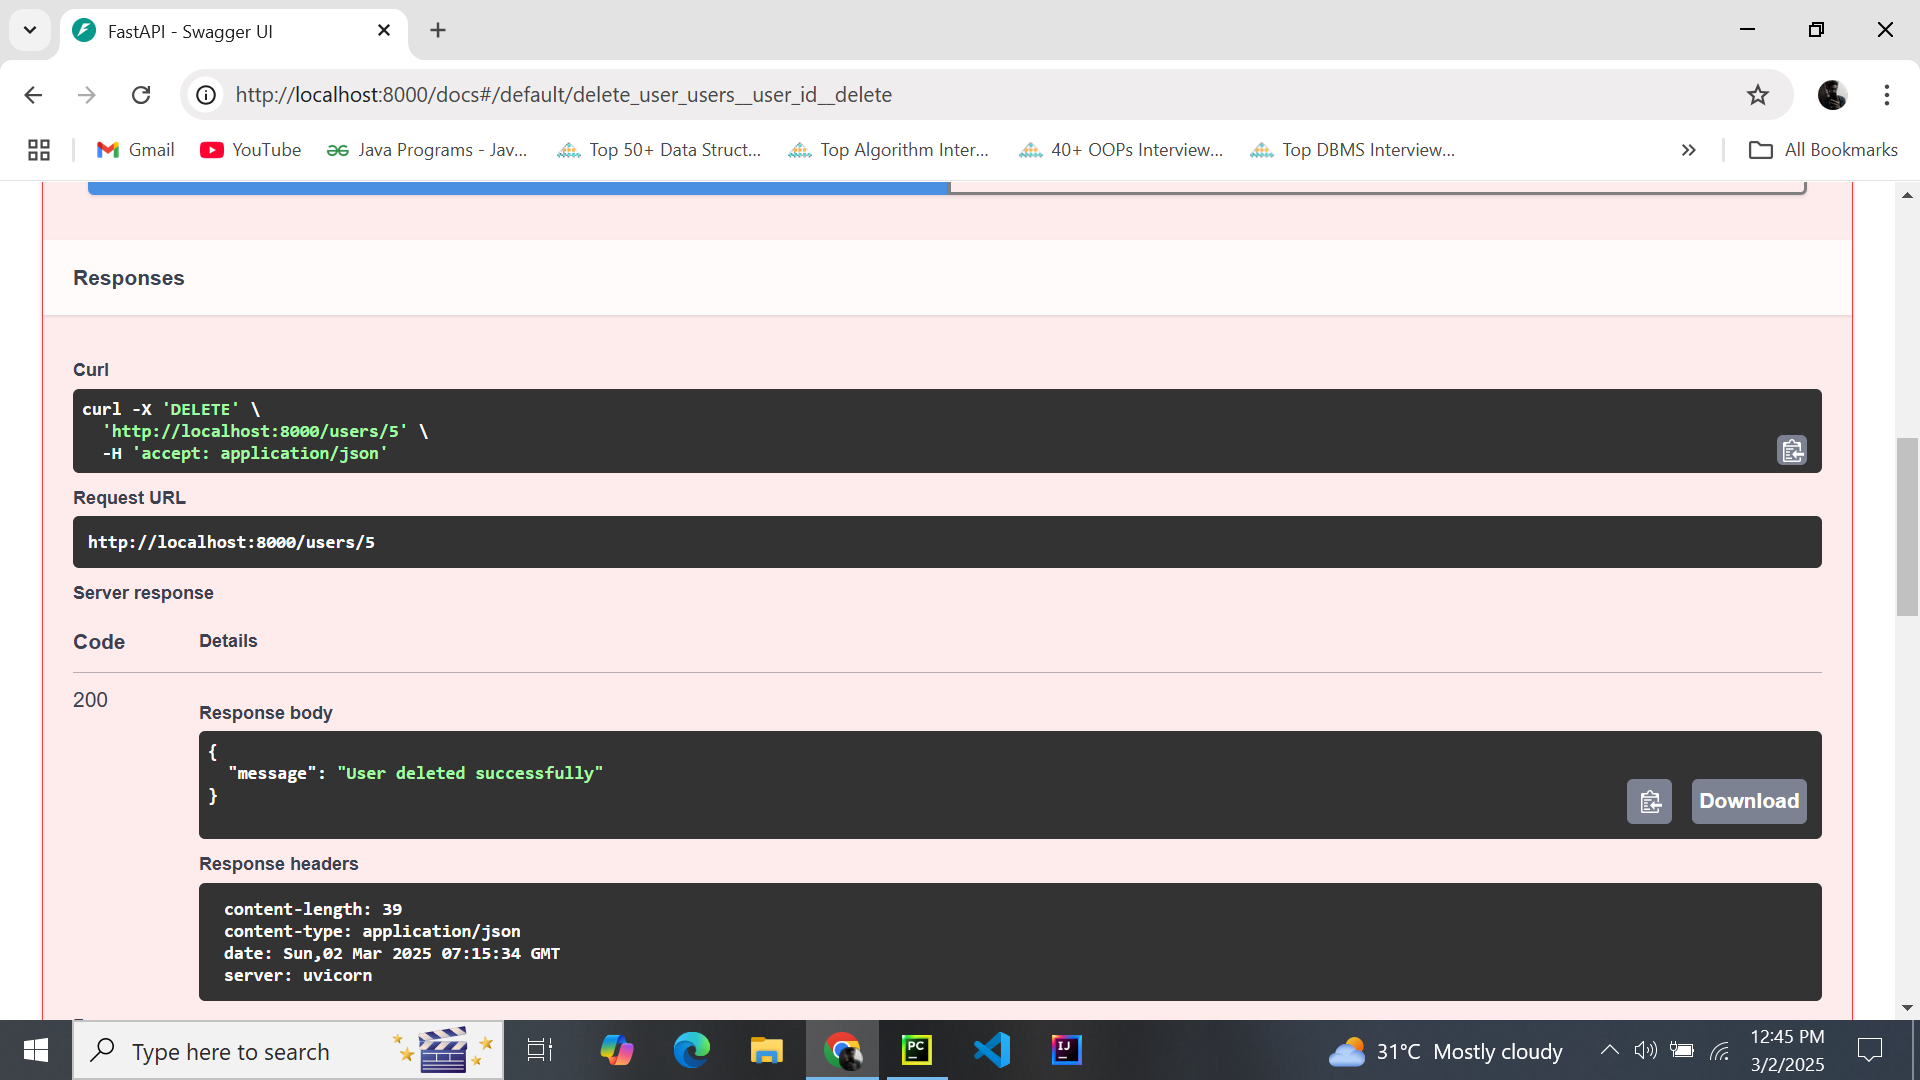 FastAPI - Swagger UI
http://localhost:8000/docs#/default/delete_user_users__user_id__delete
Gmail
YouTube
Java Programs - Jav...
Top 50+ Data Struct...
Top Algorithm Inter...
40+ OOPs Interview...
Top DBMS Interview...
All Bookmarks
Responses
Curl
curl -X 'DELETE' \
'http://localhost:8000/users/5' \
-H 'accept: application/json'
Request URL
http://localhost:8000/users/5
Server response
Code Details
200
Response body
{
"message": "User deleted successfully"
}
Download
Response headers
content-length: 39
content-type: application/json
date: Sun,02 Mar 2025 07:15:34 GMT
server: uvicorn
Type here to search
PC
IJ
31°C Mostly cloudy
12:45 PM
3/2/2025